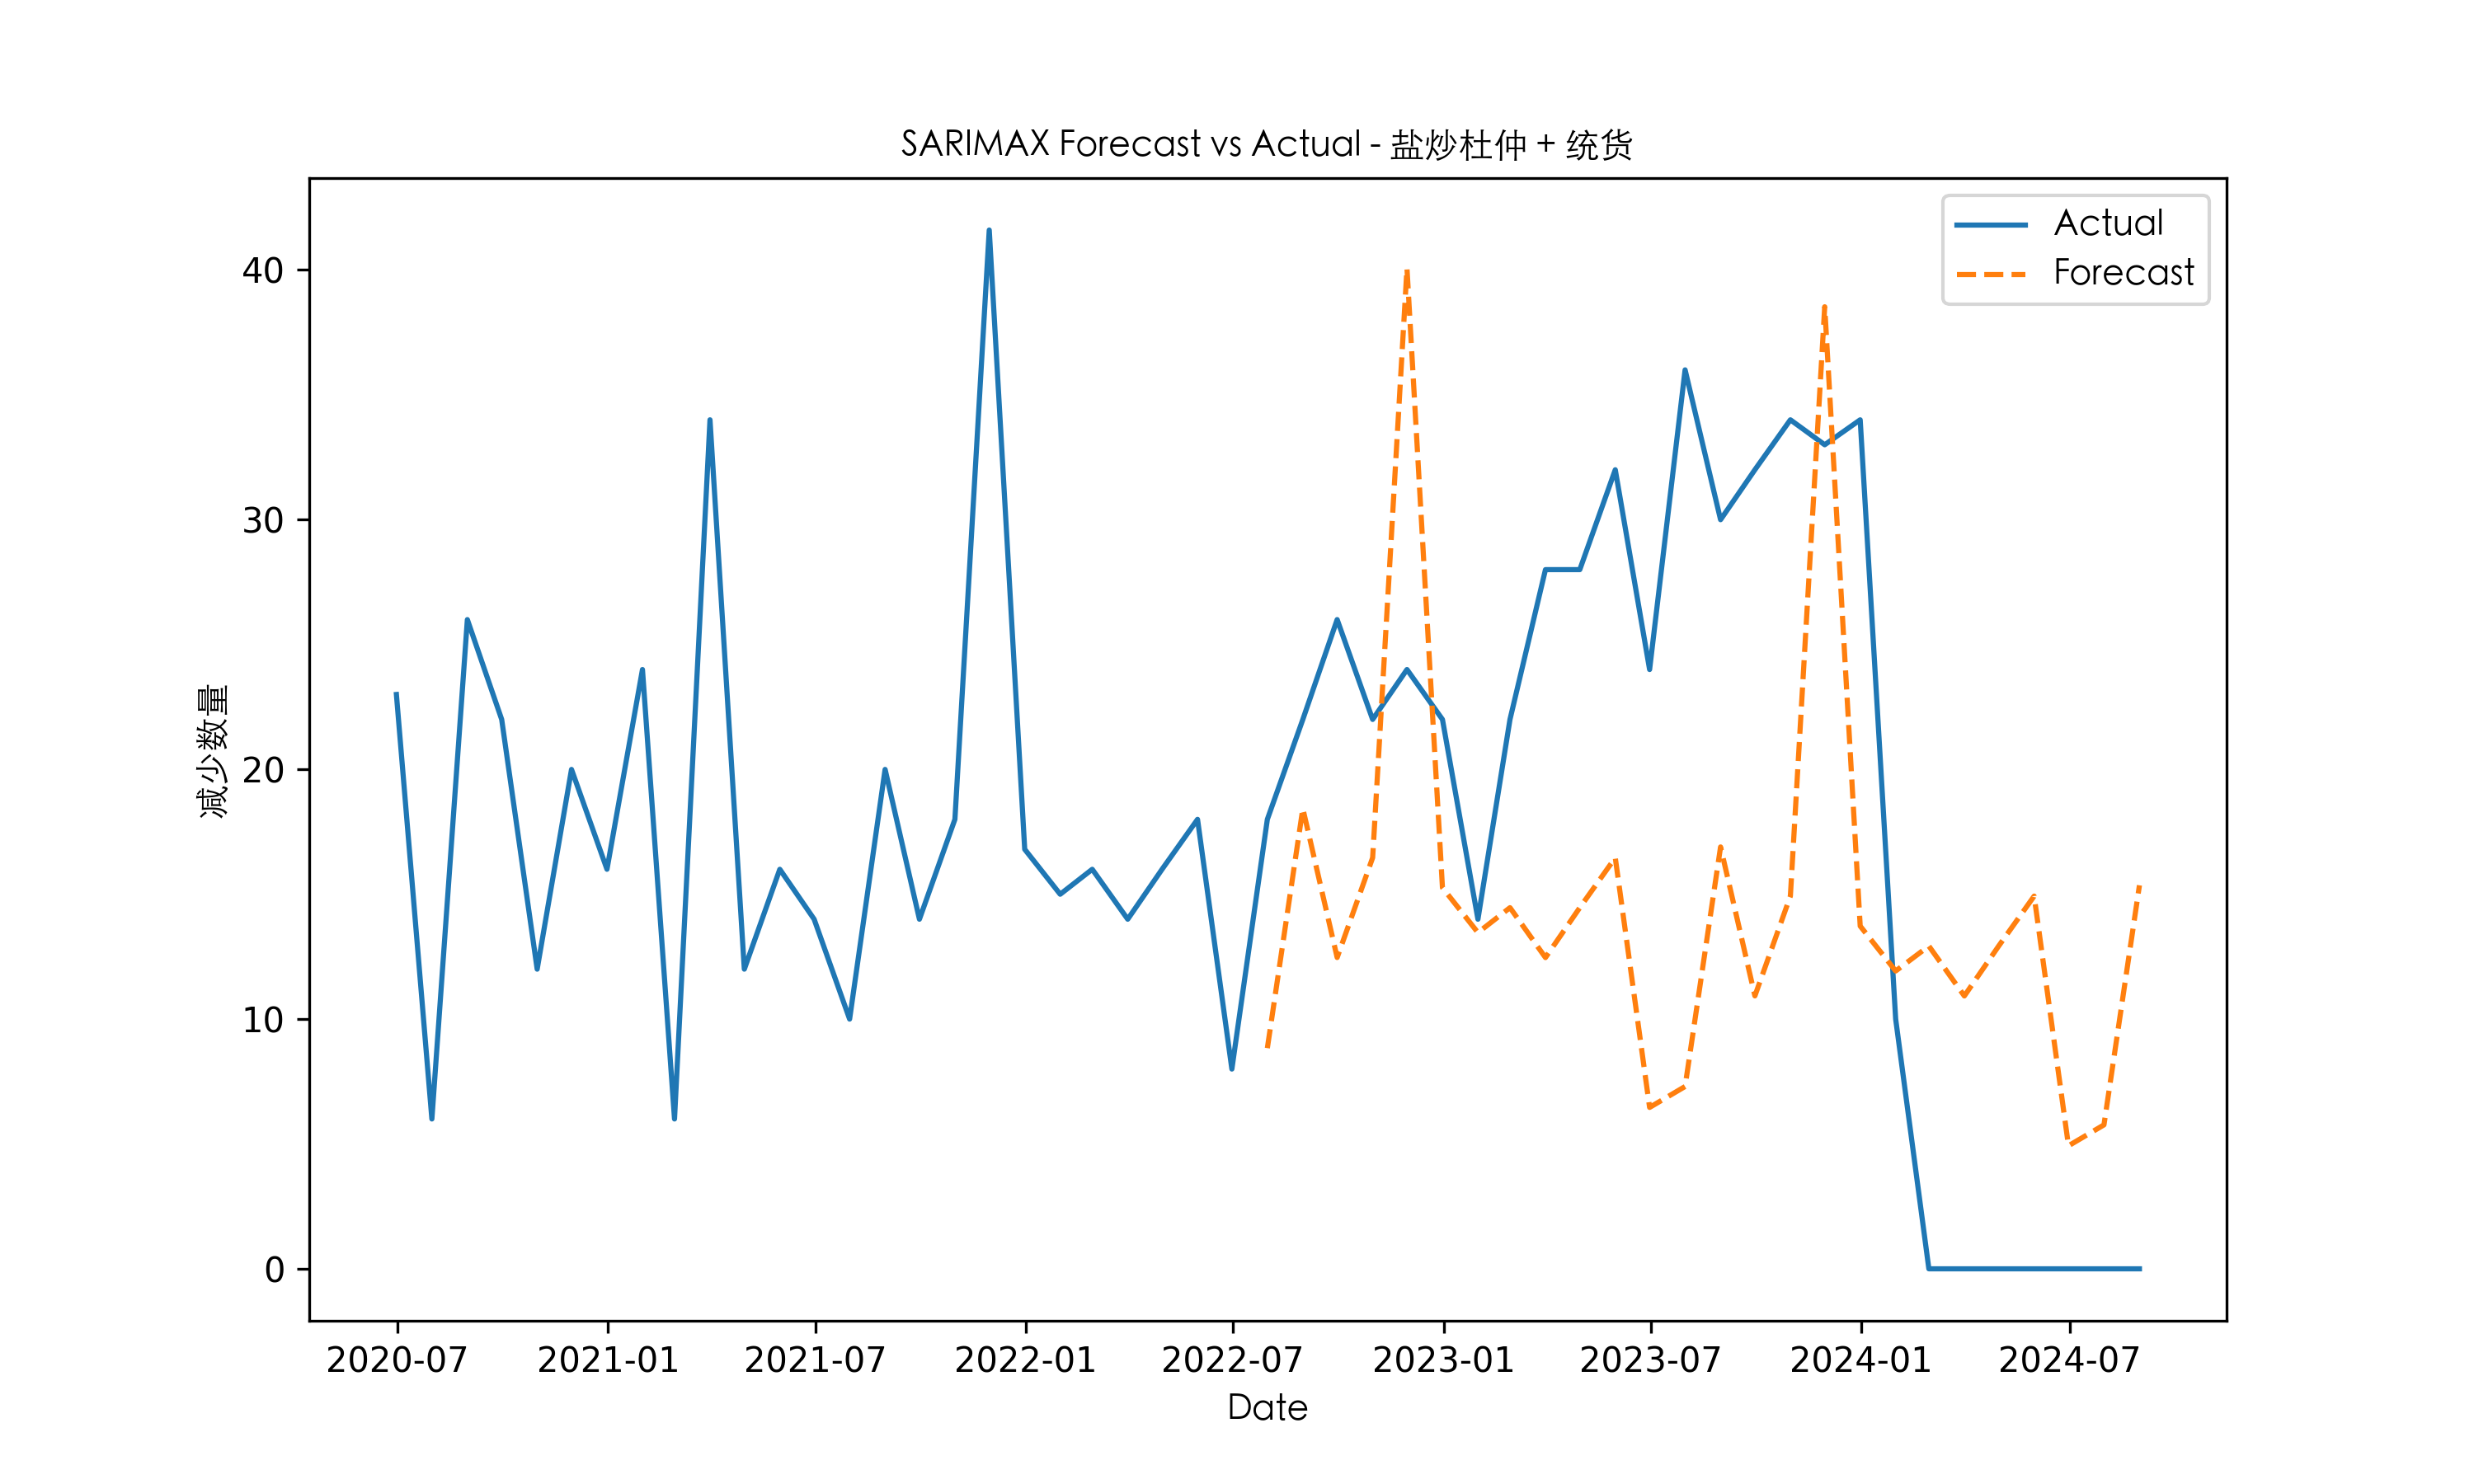 SARIMAX Forecast vs Actual - 盐炒杜仲 + 统货
Actual
Forecast
减少数量
40
30
20
10
0
2020-07 2021-01 2021-07 2022-01 2022-07 2023-01 2023-07 2024-01 2024-07
Date